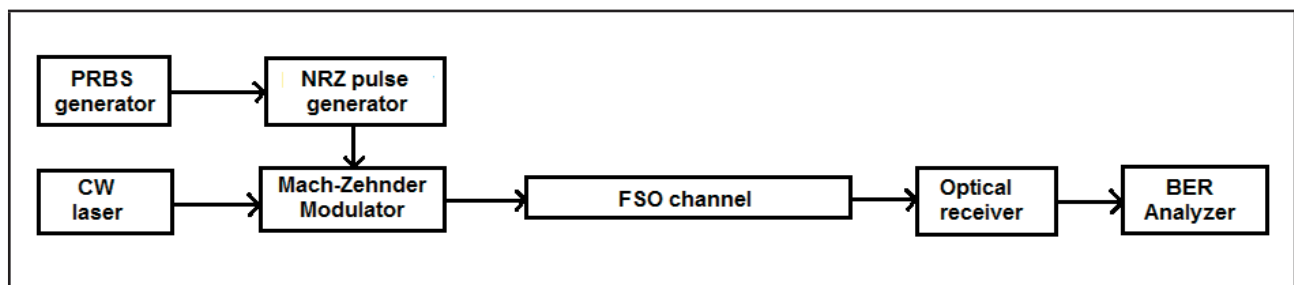 PRBS
generator
NRZ pulse
generator
CW
laser
Mach-Zehnder
Modulator
FSO channel
Optical
receiver
BER
Analyzer